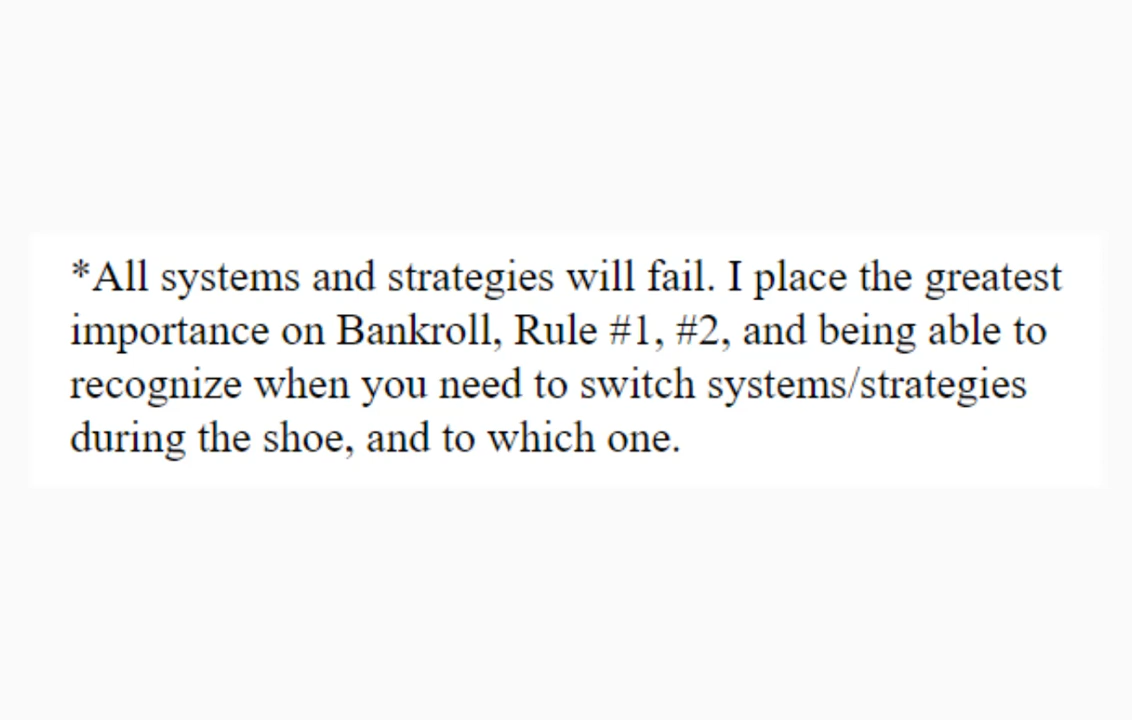 *All systems and strategies will fail. I place the greatest
importance on Bankroll, Rule #1, #2, and being able to
recognize when you need to switch systems/strategies
during the shoe, and to which one.